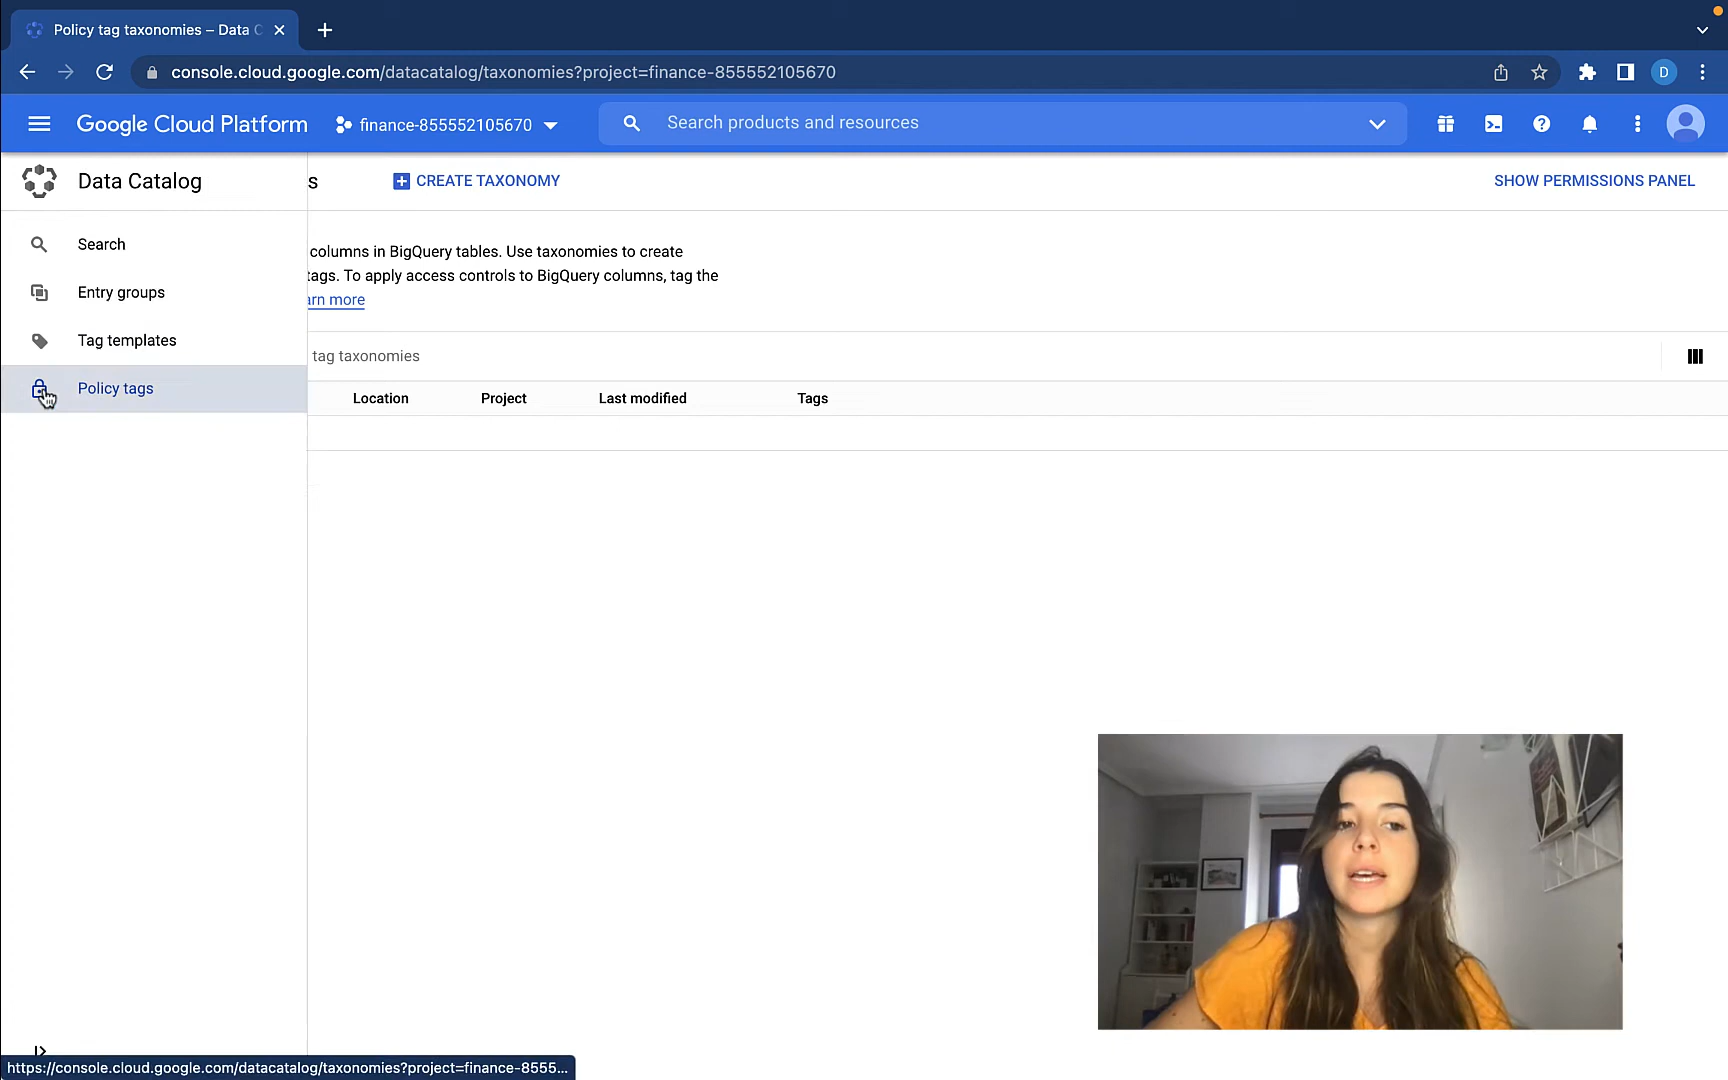 Policy tag taxonomies – Data C
console.cloud.google.com/datacatalog/taxonomies?project=finance-855552105670
D
Google Cloud Platform
finance-855552105670
Search products and resources
Data Catalog
s
CREATE TAXONOMY
SHOW PERMISSIONS PANEL
Search
columns in BigQuery tables. Use taxonomies to create
tags. To apply access controls to BigQuery columns, tag the
Entry groups
arn more
Tag templates
tag taxonomies
Policy tags
Location Project Last modified Tags
https://console.cloud.google.com/datacatalog/taxonomies?project=finance-8555...